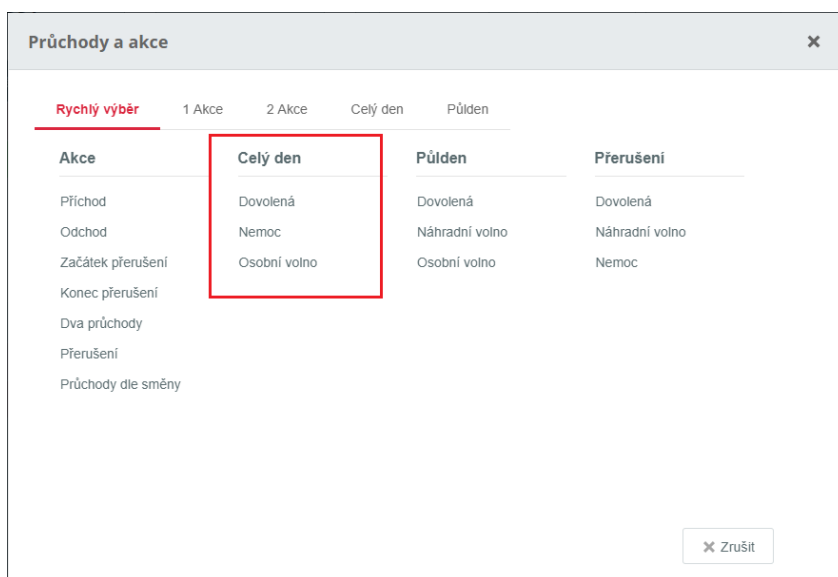 Průchody a akce
Rychlý výběr 1 Akce 2 Akce Celý den Půlden
Akce Celý den Půlden Přerušení
Příchod Dovolená Dovolená Dovolená
Odchod Nemoc Náhradní volno Náhradní volno
Začátek přerušení Osobní volno Osobní volno Nemoc
Konec přerušení
Dva průchody
Přerušení
Průchody dle směny
Zrušit